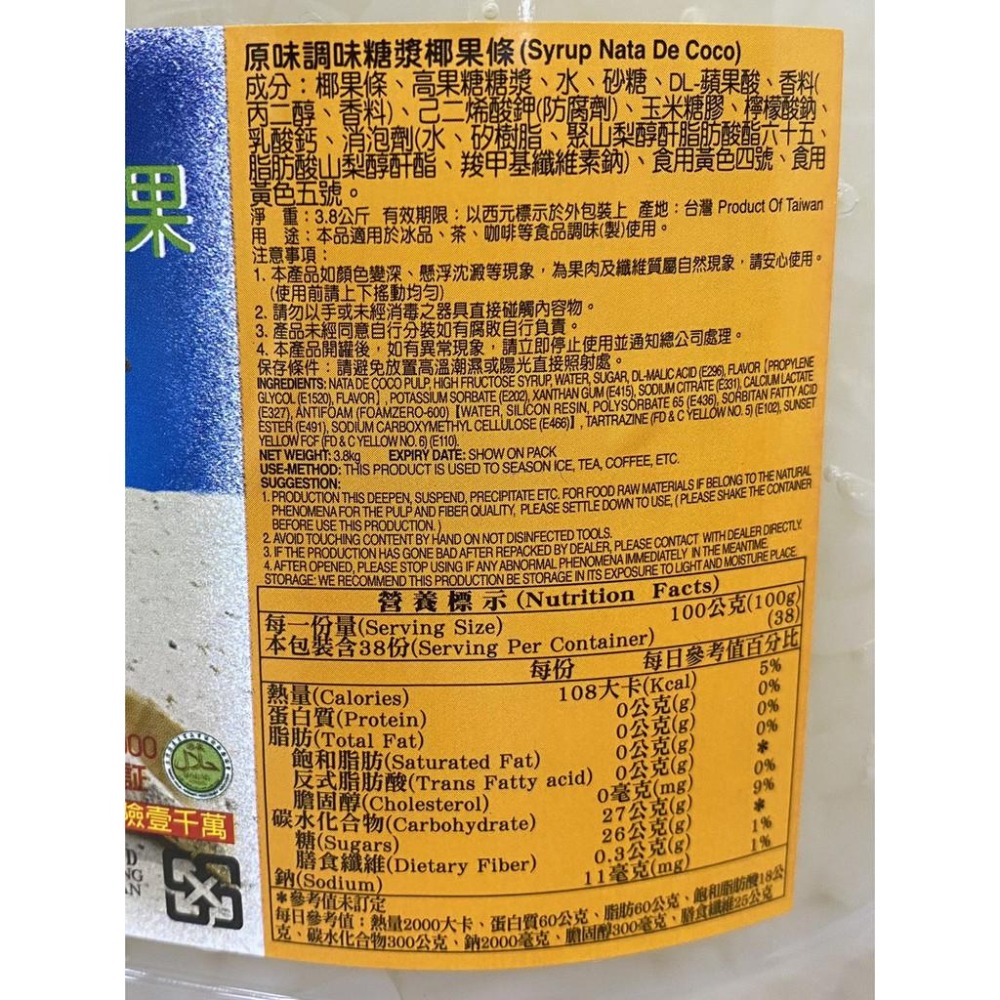 原味調味糖漿椰果條(Syrup Nata De Coco)
成分：椰果條、高果糖糖漿、水、砂糖、DL-蘋果酸、香料(
丙二醇、香料)、己二烯酸鉀(防腐劑)、玉米糖膠、檸檬酸鈉、
乳酸鈣、消泡劑(水、矽樹脂、聚山梨醇酐脂肪酸酯六十五、
脂肪酸山梨醇酐酯、羧甲基纖維素鈉)、食用黃色四號、食用
黃色五號。
淨 重：3.8公斤 有效期限：以西元標示於外包裝上 產地：台灣 Product Of Taiwan
用 途：本品適用於冰品、茶、咖啡等食品調味(製)使用。
注意事項：
1. 本產品如顏色變深、懸浮沈澱等現象，為果肉及纖維質屬自然現象，請安心使用。
(使用前請上下搖動均勻)
2. 請勿以手或未經消毒之器具直接碰觸內容物。
3. 產品未經同意自行分裝如有腐敗自行負責。
4. 本產品開罐後，如有異常現象，請立即停止使用並通知總公司處理。
保存條件：請避免放置高溫潮濕或陽光直接照射處。
INGREDIENTS: NATA DE COCO PULP, HIGH FRUCTOSE SYRUP, WATER, SUGAR, DL-MALIC ACID (E296), FLAVOR【PROPYLENE
GLYCOL (E1520), FLAVOR】, POTASSIUM SORBATE (E202), XANTHAN GUM (E415), SODIUM CITRATE (E331), CALCIUM LACTATE
(E327), ANTIFOAM (FOAMZERO-600)【WATER, SILICON RESIN, POLYSORBATE 65 (E436), SORBITAN FATTY ACID
ESTER (E491), SODIUM CARBOXYMETHYL CELLULOSE (E466)】, TARTRAZINE (FD & C YELLOW NO. 5) (E102), SUNSET
YELLOW FCF (FD & C YELLOW NO. 6) (E110).
NET WEIGHT: 3.8kg EXPIRY DATE: SHOW ON PACK
USE-METHOD: THIS PRODUCT IS USED TO SEASON ICE, TEA, COFFEE, ETC.
SUGGESTION:
1. PRODUCTION THIS DEEPEN, SUSPEND, PRECIPITATE ETC. FOR FOOD RAW MATERIALS IF BELONG TO THE NATURAL
PHENOMENA FOR THE PULP AND FIBER QUALITY, PLEASE SETTLE DOWN TO USE, ( PLEASE SHAKE THE CONTAINER
BEFORE USE THIS PRODUCTION. )
2. AVOID TOUCHING CONTENT BY HAND ON NOT DISINFECTED TOOLS.
3. IF THE PRODUCTION HAS GONE BAD AFTER REPACKED BY DEALER, PLEASE CONTACT WITH DEALER DIRECTLY.
4. AFTER OPENED, PLEASE STOP USING IF ANY ABNORMAL PHENOMENA IMMEDIATELY IN THE MEANTIME.
STORAGE: WE RECOMMEND THIS PRODUCTION BE STORAGE IN ITS EXPOSURE TO LIGHT AND MOISTURE PLACE.
營養標示 (Nutrition Facts)
每一份量(Serving Size) 100公克(100g)
本包裝含38份(Serving Per Container) (38)
每份 每日參考值百分比
熱量(Calories) 108大卡(Kcal) 5%
蛋白質(Protein) 0公克(g) 0%
脂肪(Total Fat) 0公克(g) 0%
飽和脂肪(Saturated Fat) 0公克(g) 0%
反式脂肪酸(Trans Fatty acid) 0公克(g) *
膽固醇(Cholesterol) 0毫克(mg) 0%
碳水化合物(Carbohydrate) 27公克(g) 9%
糖(Sugars) 26公克(g) *
膳食纖維(Dietary Fiber) 0.3公克(g) 1%
鈉(Sodium) 11毫克(mg) 1%
*參考值未訂定
每日參考值：熱量2000大卡、蛋白質60公克、脂肪60公克、飽和脂肪酸18公
克、碳水化合物300公克、鈉2000毫克、膽固醇300毫克、膳食纖維25公克
果
00
証
險壹千萬
D
NG
AN